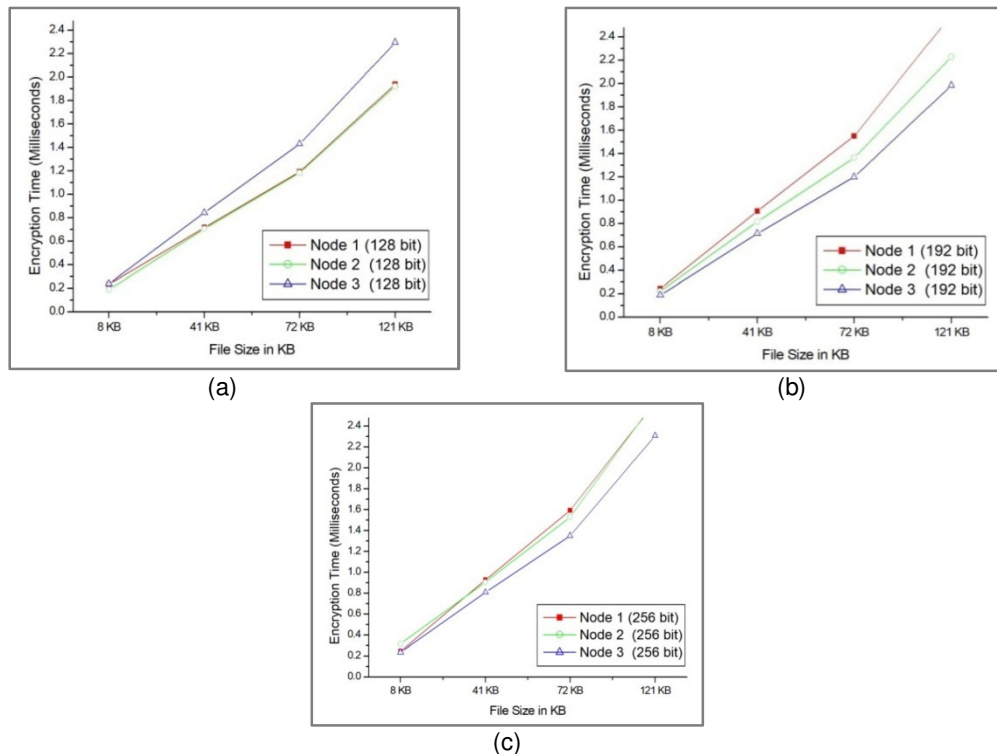 2.4
2.2
2.0
1.8
1.6
1.4
1.2
1.0
0.8
0.6
0.4
0.2
0.0
Encryption Time (Milliseconds)
Node 1 (128 bit)
Node 2 (128 bit)
Node 3 (128 bit)
8 KB 41 KB 72 KB 121 KB
File Size in KB
(a)
2.4
2.2
2.0
1.8
1.6
1.4
1.2
1.0
0.8
0.6
0.4
0.2
0.0
Encryption Time (Milliseconds)
Node 1 (192 bit)
Node 2 (192 bit)
Node 3 (192 bit)
8 KB 41 KB 72 KB 121 KB
File Size in KB
(b)
2.4
2.2
2.0
1.8
1.6
1.4
1.2
1.0
0.8
0.6
0.4
0.2
0.0
Encryption Time (Milliseconds)
Node 1 (256 bit)
Node 2 (256 bit)
Node 3 (256 bit)
8 KB 41 KB 72 KB 121 KB
File Size in KB
(c)